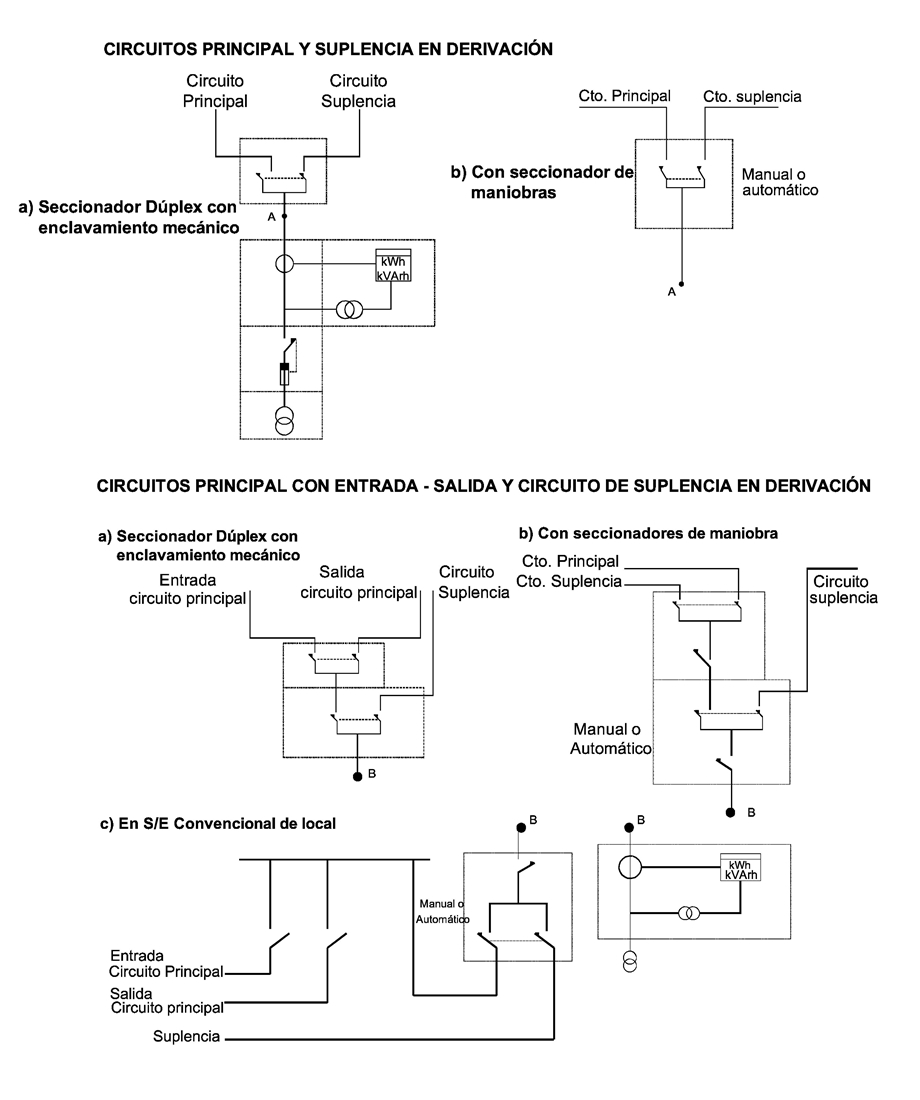 CIRCUITOS PRINCIPAL Y SUPLENCIA EN DERIVACIÓN
Circuito
Principal
Circuito
Suplencia
a) Seccionador Dúplex con
enclavamiento mecánico
A
kWh
kVArh
Cto. Principal
Cto. suplencia
b) Con seccionador de
maniobras
Manual o
automático
A
CIRCUITOS PRINCIPAL CON ENTRADA - SALIDA Y CIRCUITO DE SUPLENCIA EN DERIVACIÓN
a) Seccionador Dúplex con
enclavamiento mecánico
Entrada
circuito principal
Salida
circuito principal
Circuito
Suplencia
B
b) Con seccionadores de maniobra
Cto. Principal
Cto. Suplencia
Circuito
suplencia
Manual o
Automático
B
c) En S/E Convencional de local
B
Manual o
Automático
Entrada
Circuito Principal
Salida
Circuito principal
Suplencia
B
kWh
kVArh